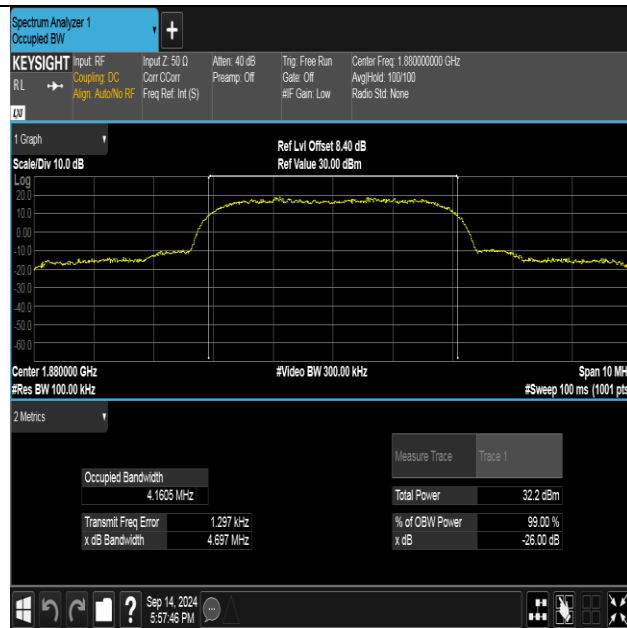 Spectrum Analyzer 1
Occupied BW
+
KEYSIGHT
RL
LXI
Input: RF
Coupling: DC
Align: Auto/No RF
Input Z: 50 Ω
Corr CCorr
Freq Ref: Int (S)
Atten: 40 dB
Preamp: Off
Trig: Free Run
Gate: Off
#IF Gain: Low
Center Freq: 1.880000000 GHz
Avg|Hold: 100/100
Radio Std: None
1 Graph
Scale/Div 10.0 dB
Ref Lvl Offset 8.40 dB
Ref Value 30.00 dBm
Log
20.0
10.0
0.00
-10.0
-20.0
-30.0
-40.0
-50.0
-60.0
Center 1.880000 GHz
#Res BW 100.00 kHz
#Video BW 300.00 kHz
Span 10 MH
#Sweep 100 ms (1001 pts
2 Metrics
Measure Trace Trace 1
Occupied Bandwidth
4.1605 MHz
Total Power 32.2 dBm
Transmit Freq Error 1.297 kHz
% of OBW Power 99.00 %
x dB Bandwidth 4.697 MHz
x dB -26.00 dB
?
Sep 14, 2024
5:57:46 PM